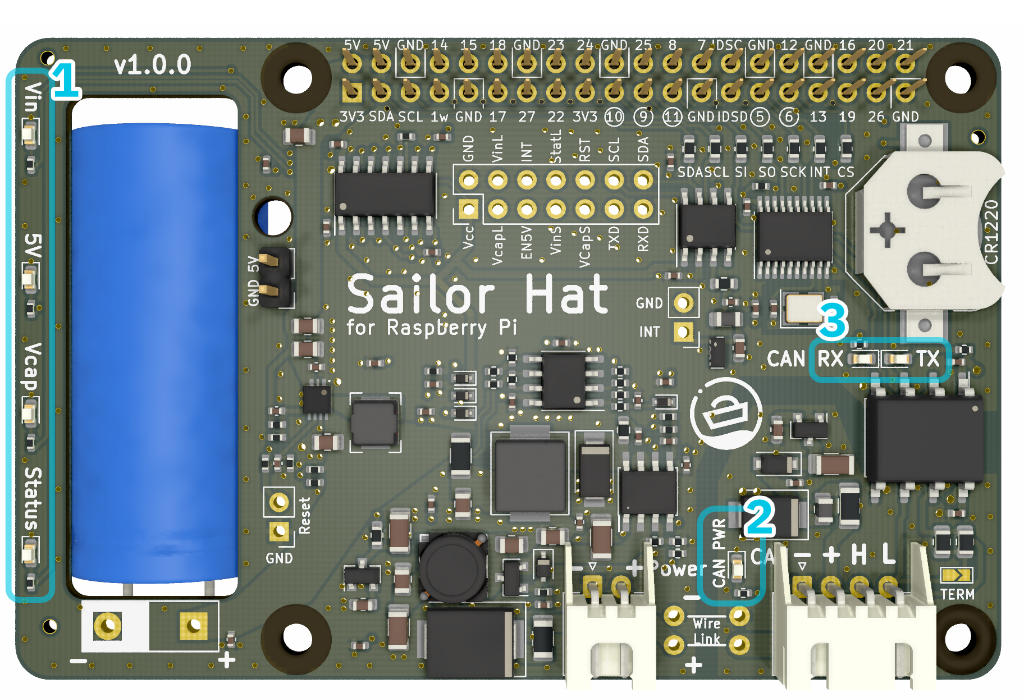 v1.0.0
5V 5V GND 14 15 18 GND 23 24 GND 25 8 7 IDSC GND 12 GND 16 20 21
3V3 SDA SCL 1w GND 17 27 22 3V3 10 9 11 GND IDSD 5 6 13 19 26 GND
1
Vin
5V
Vcap
Status
GND VinL INT StatL RST SCL SDA
Vcc VcapL EN5V VinS VCapS TXD RXD
SDA SCL SI SO SCK INT CS
CR1220
+
GND 5V
Sailor Hat
for Raspberry Pi
GND
INT
3
CAN RX TX
Reset
GND
2
CAN PWR
CA
- + Power
- + H L
TERM
-
Wire
Link
+
- +